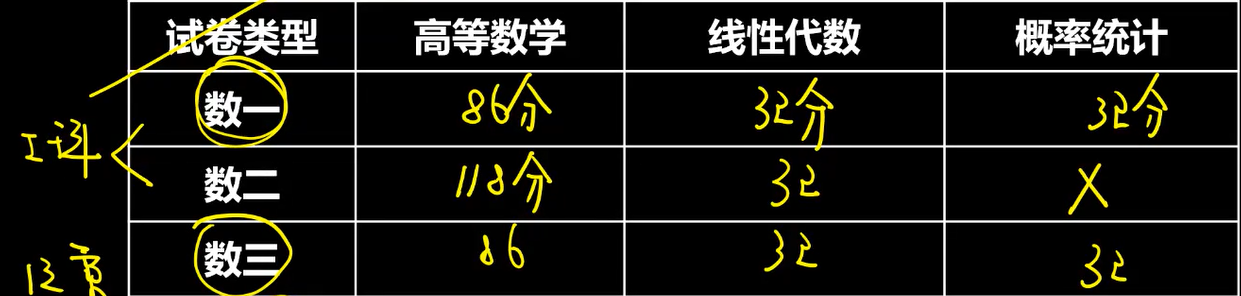 试卷类型 高等数学 线性代数 概率统计
数一 86分 32分 32分
工科
数二 118分 32 X
数三 86 32 32